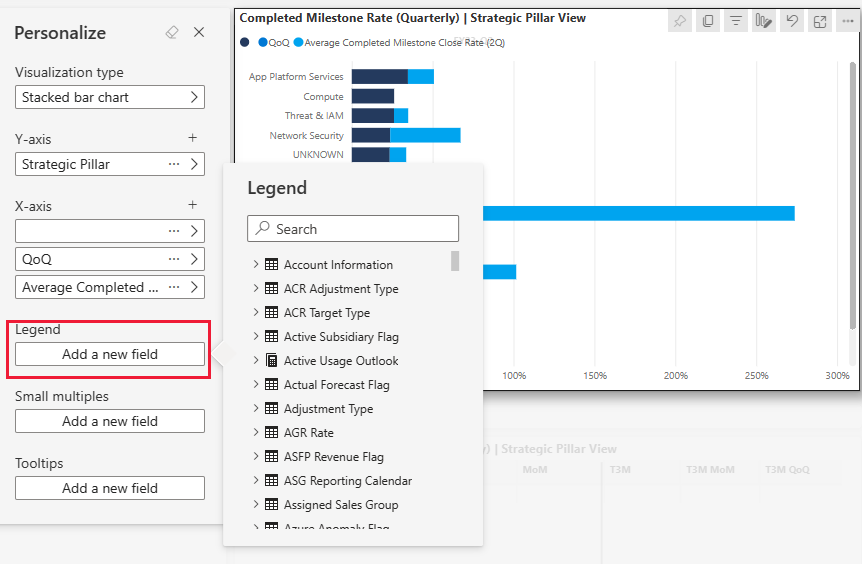 Personalize
Visualization type
Stacked bar chart
Y-axis
Strategic Pillar
X-axis
QoQ
Average Completed ...
Legend
Add a new field
Small multiples
Add a new field
Tooltips
Add a new field
Completed Milestone Rate (Quarterly) | Strategic Pillar View
QoQ Average Completed Milestone Close Rate (2Q)
App Platform Services
Compute
Threat & IAM
Network Security
UNKNOWN
100% 150% 200% 250% 300%
Legend
Search
Account Information
ACR Adjustment Type
ACR Target Type
Active Subsidiary Flag
Active Usage Outlook
Actual Forecast Flag
Adjustment Type
AGR Rate
ASFP Revenue Flag
ASG Reporting Calendar
Assigned Sales Group
Azure Anomaly Flag
) | Strategic Pillar View
MoM T3M T3M MoM T3M QoQ